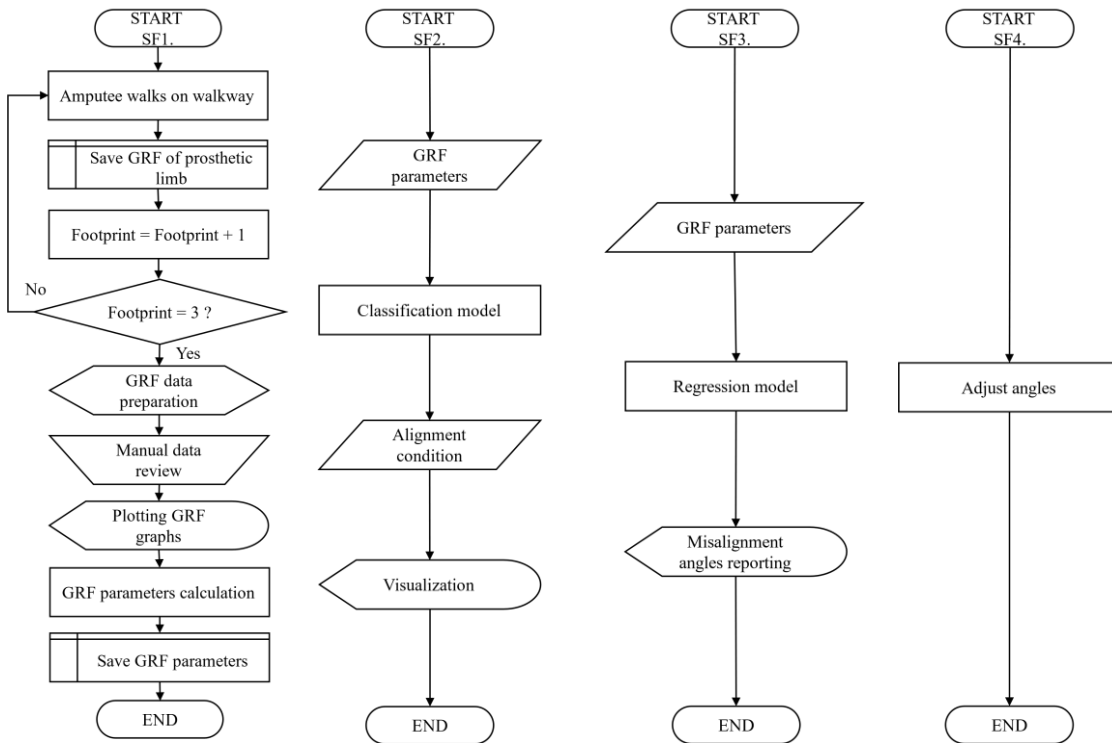 START
SF1.
Amputee walks on walkway
Save GRF of prosthetic
limb
Footprint = Footprint + 1
No
Footprint = 3 ?
Yes
GRF data
preparation
Manual data
review
Plotting GRF
graphs
GRF parameters calculation
Save GRF parameters
END
START
SF2.
GRF
parameters
Classification model
Alignment
condition
Visualization
END
START
SF3.
GRF parameters
Regression model
Misalignment
angles reporting
END
START
SF4.
Adjust angles
END